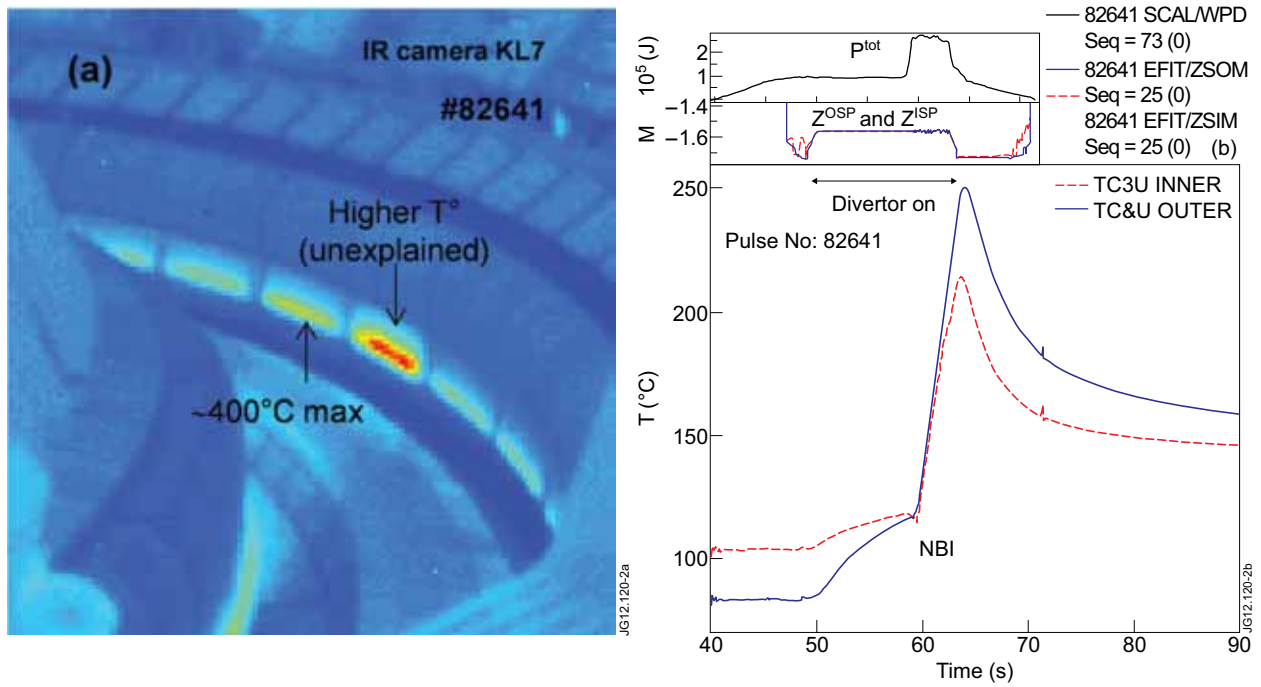 (a)
IR camera KL7
#82641
Higher T°
(unexplained)
~400°C max
JG12.120-2a
82641 SCAL/WPD
Seq = 73 (0)
82641 EFIT/ZSOM
Seq = 25 (0)
82641 EFIT/ZSIM
Seq = 25 (0)
(b)
P^tot
10^5 (J)
2
1
Z^OSP and Z^ISP
M
−1.4
−1.6
TC3U INNER
TC&U OUTER
Divertor on
Pulse No: 82641
NBI
T (°C)
250
200
150
100
40
50
60
70
80
90
Time (s)
JG12.120-2b